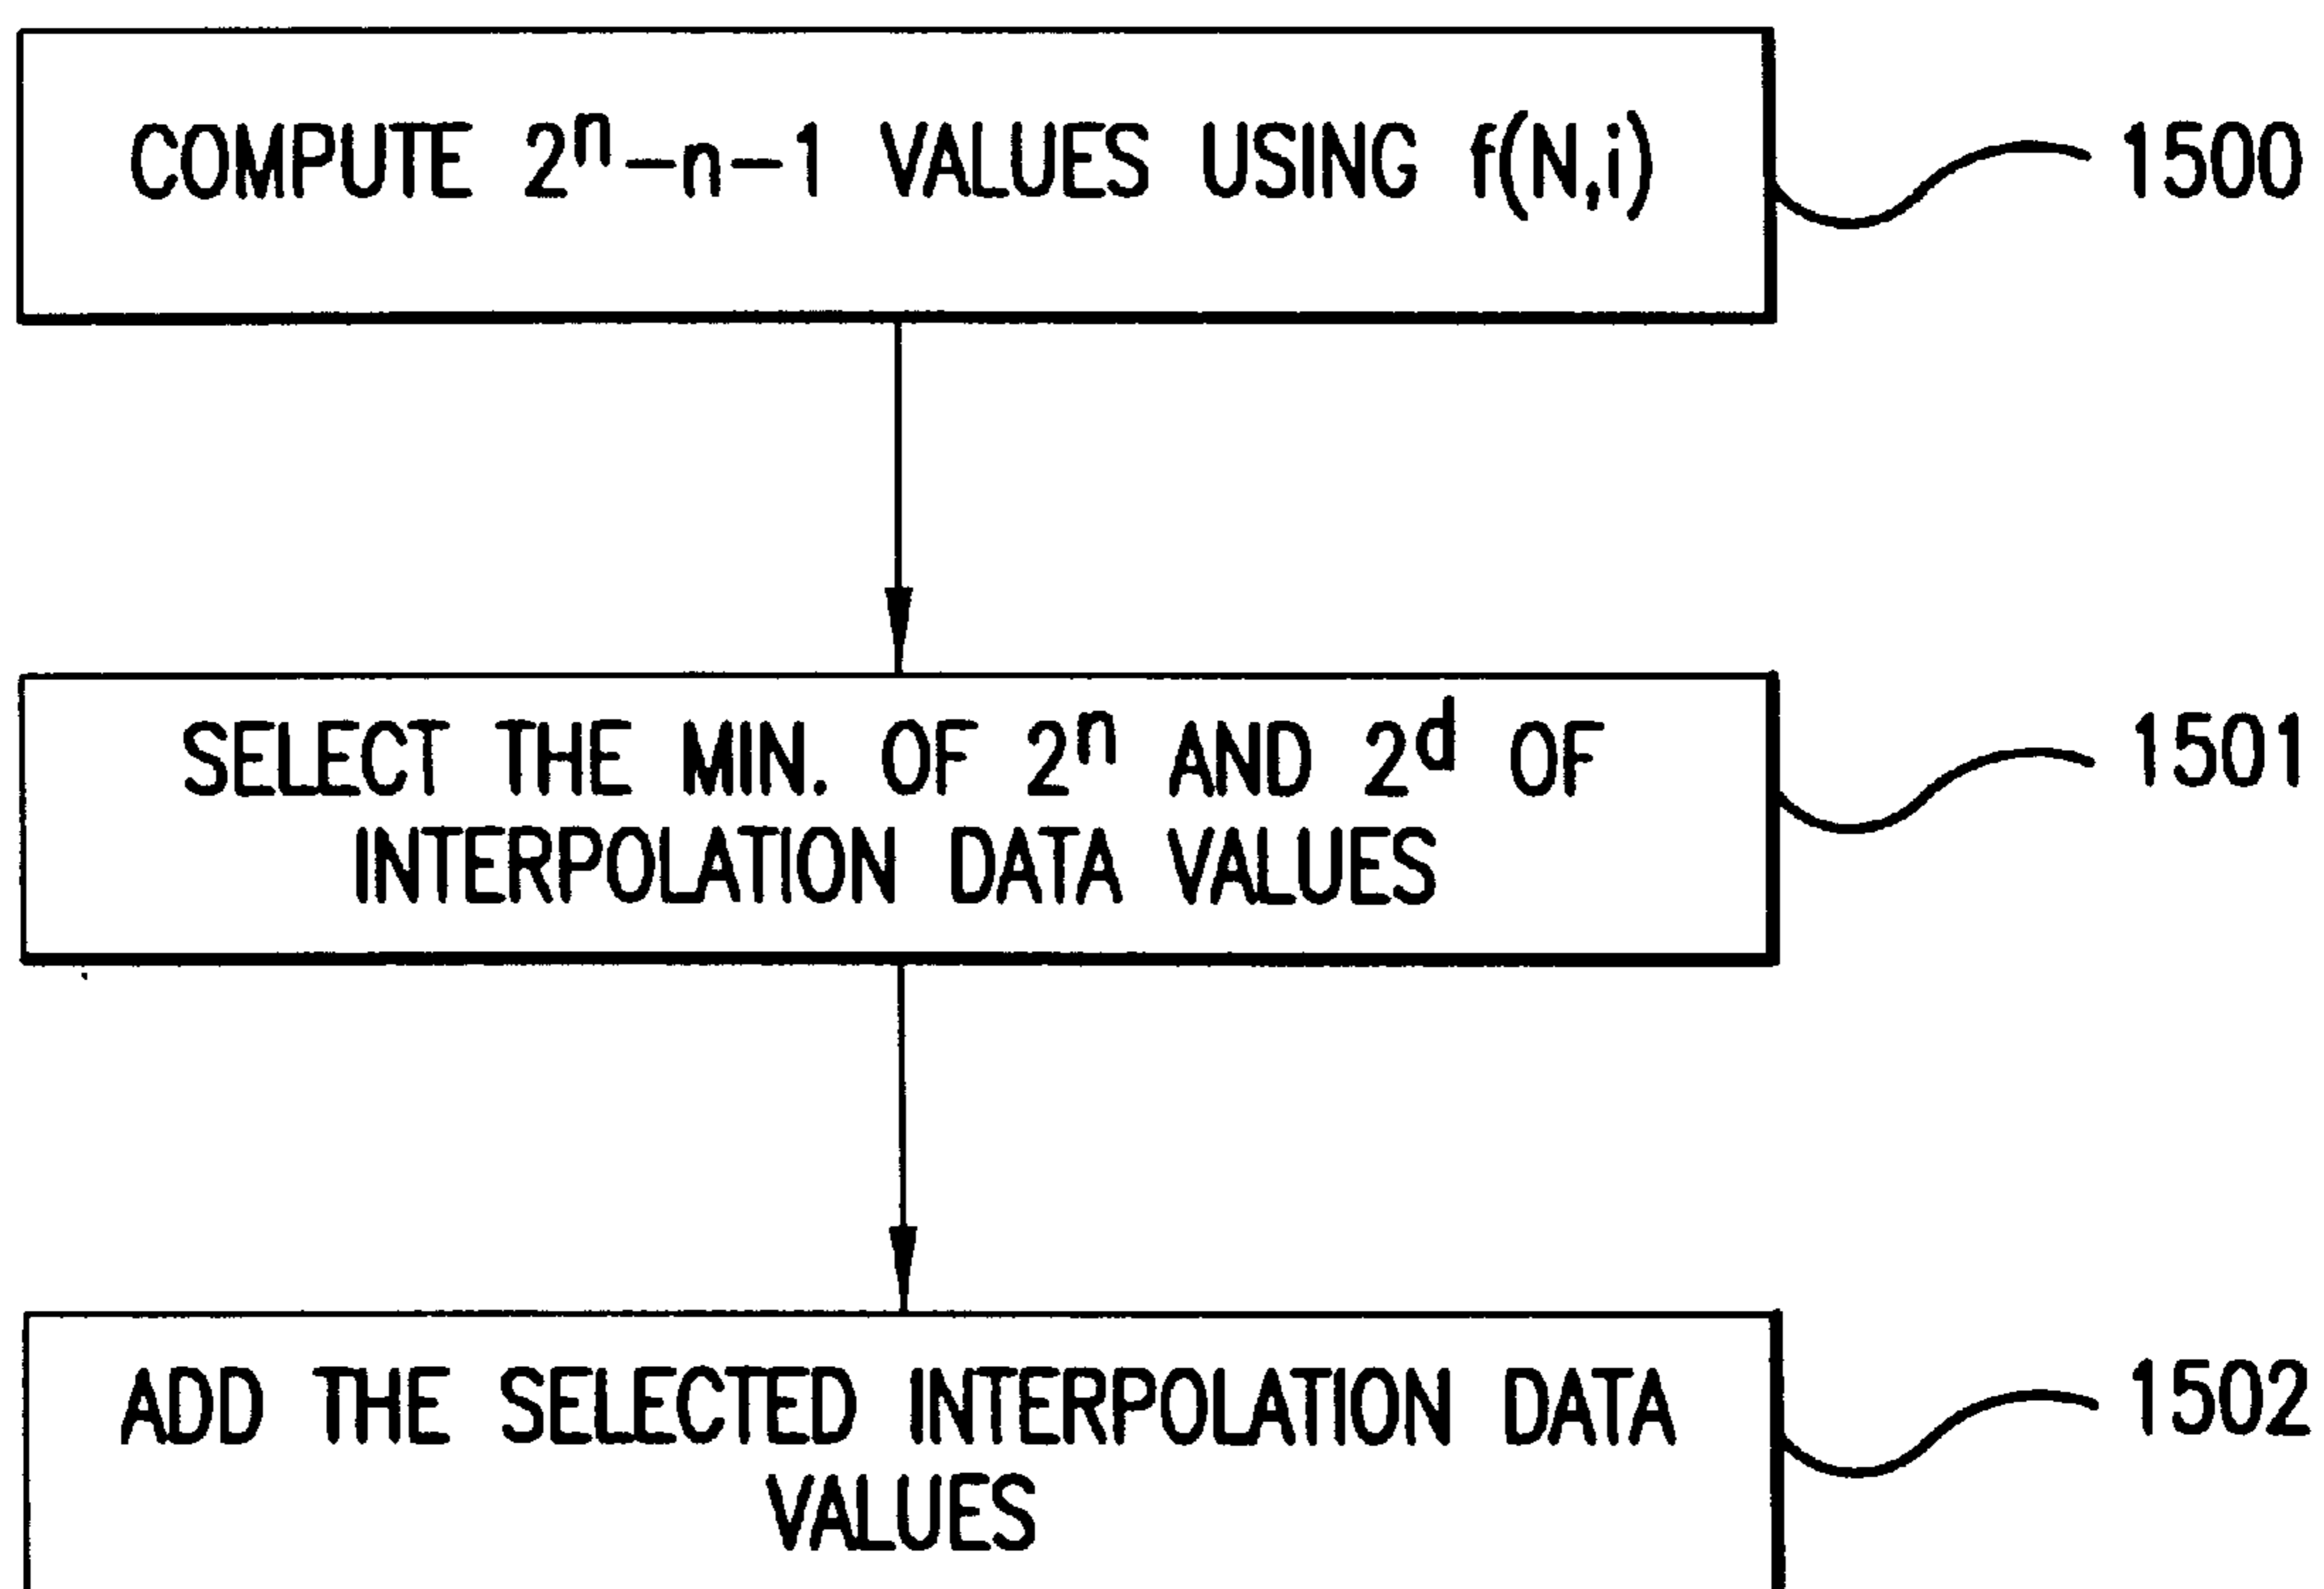 COMPUTE 2ⁿ-n-1 VALUES USING f(N,i)
1500
SELECT THE MIN. OF 2ⁿ AND 2ᵈ OF
INTERPOLATION DATA VALUES
1501
ADD THE SELECTED INTERPOLATION DATA
VALUES
1502